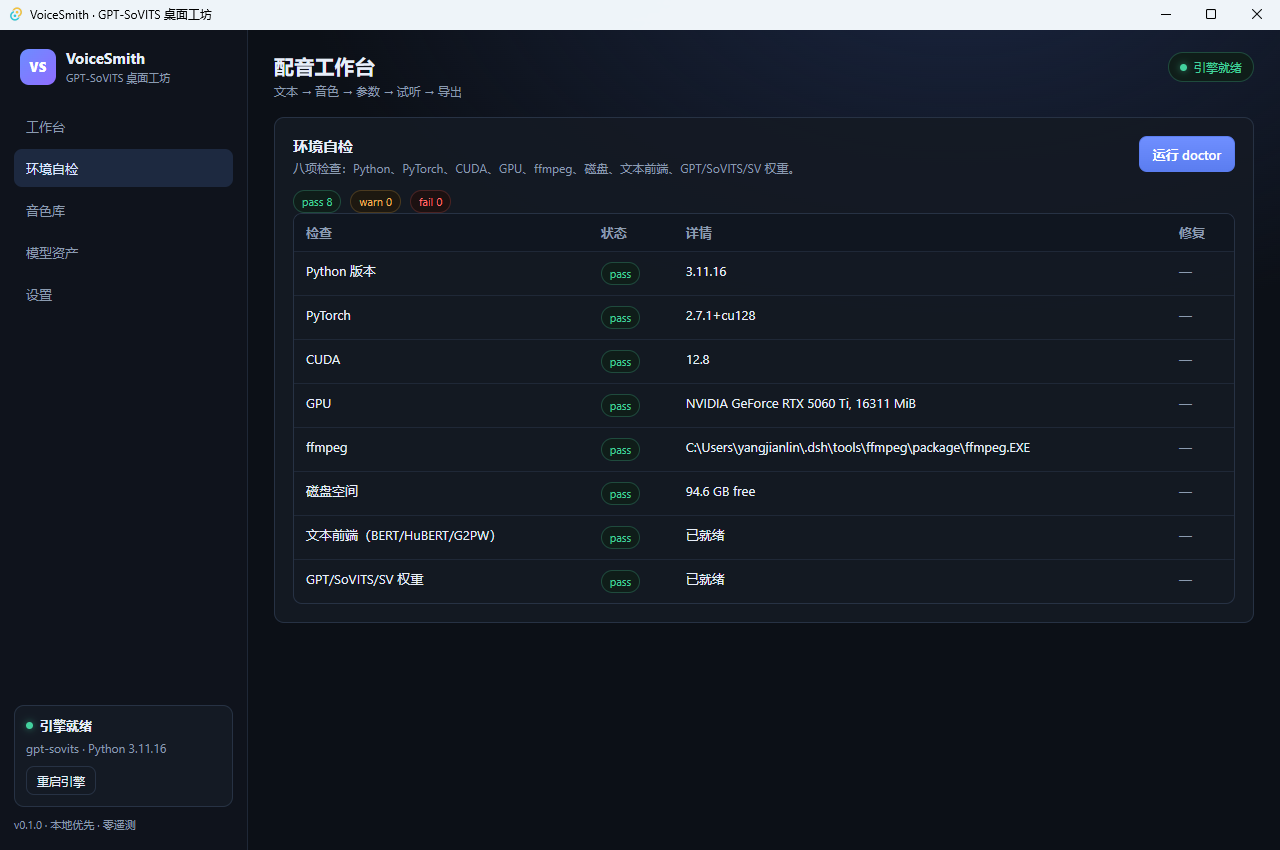 VoiceSmith · GPT-SoVITS 桌面工坊
VS
VoiceSmith
GPT-SoVITS 桌面工坊
工作台
环境自检
音色库
模型资产
设置
引擎就绪
gpt-sovits · Python 3.11.16
重启引擎
v0.1.0 · 本地优先 · 零遥测
配音工作台
文本 → 音色 → 参数 → 试听 → 导出
引擎就绪
环境自检
八项检查：Python、PyTorch、CUDA、GPU、ffmpeg、磁盘、文本前端、GPT/SoVITS/SV 权重。
运行 doctor
pass 8 warn 0 fail 0
检查 状态 详情 修复
Python 版本 pass 3.11.16 —
PyTorch pass 2.7.1+cu128 —
CUDA pass 12.8 —
GPU pass NVIDIA GeForce RTX 5060 Ti, 16311 MiB —
ffmpeg pass C:\Users\yangjianlin\.dsh\tools\ffmpeg\package\ffmpeg.EXE —
磁盘空间 pass 94.6 GB free —
文本前端（BERT/HuBERT/G2PW） pass 已就绪 —
GPT/SoVITS/SV 权重 pass 已就绪 —